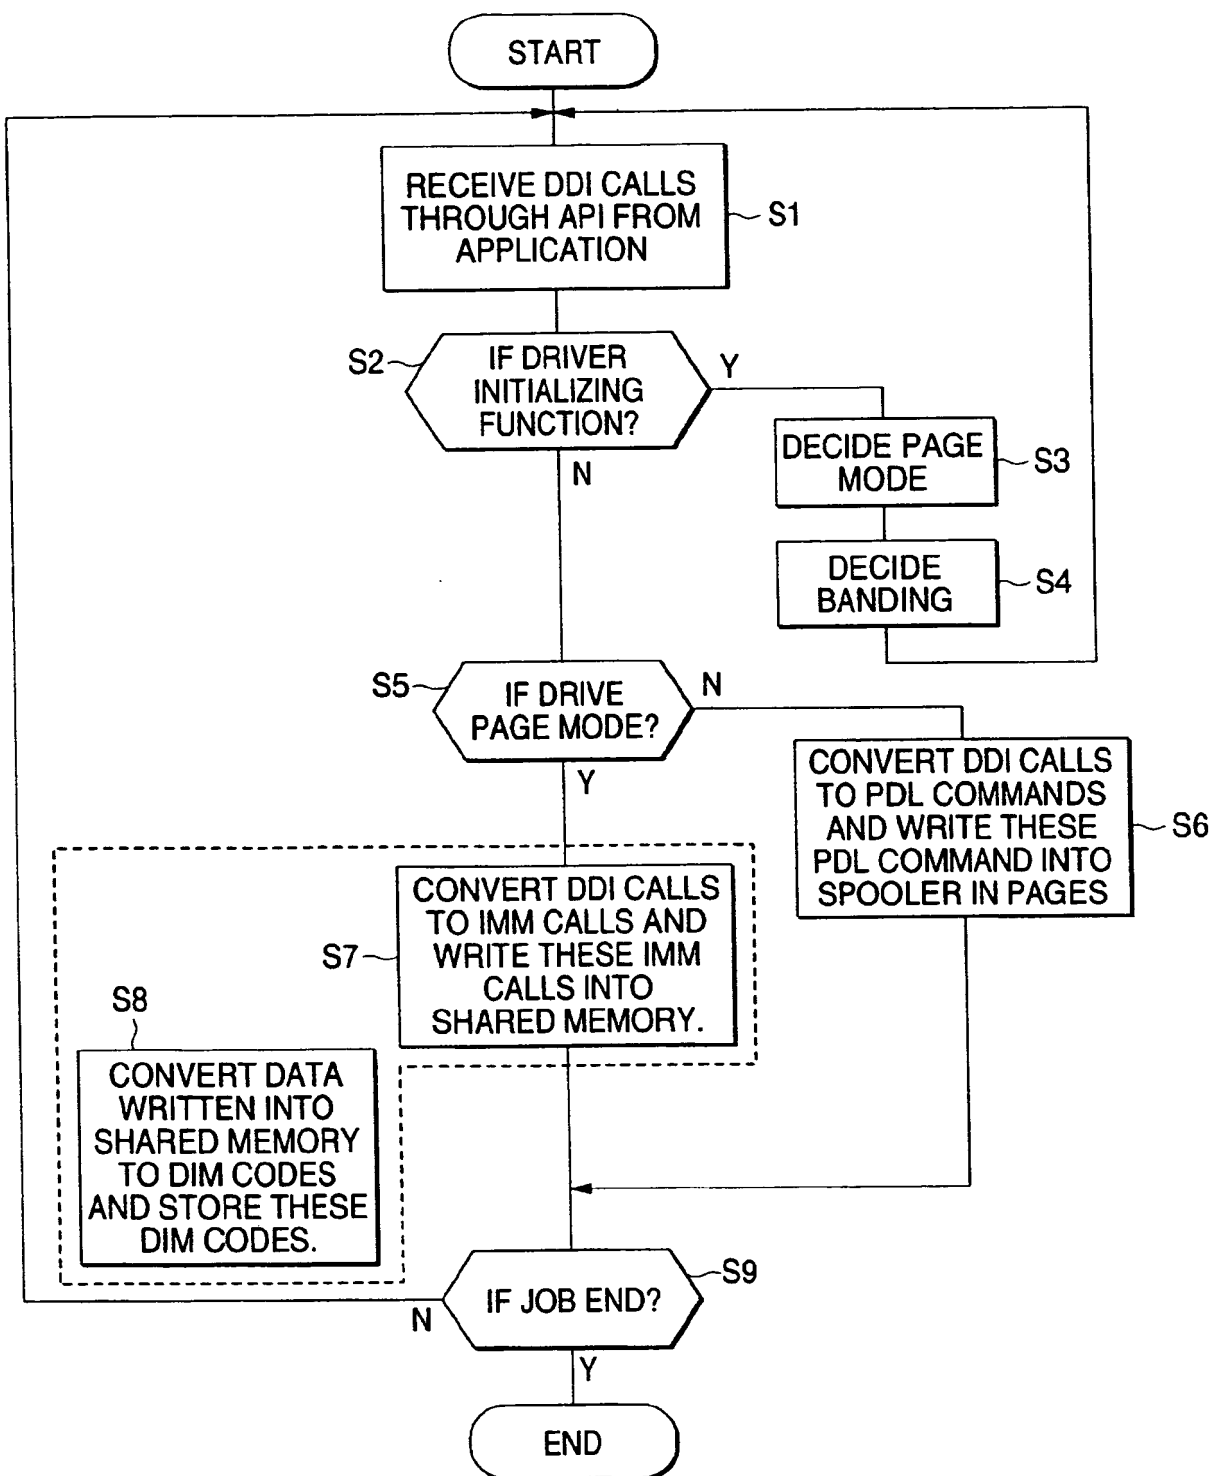 START
RECEIVE DDI CALLS
THROUGH API FROM
APPLICATION
S1
S2
IF DRIVER
INITIALIZING
FUNCTION?
Y
N
DECIDE PAGE
MODE
S3
DECIDE
BANDING
S4
S5
IF DRIVE
PAGE MODE?
N
Y
CONVERT DDI CALLS
TO PDL COMMANDS
AND WRITE THESE
PDL COMMAND INTO
SPOOLER IN PAGES
S6
S7
CONVERT DDI CALLS
TO IMM CALLS AND
WRITE THESE IMM
CALLS INTO
SHARED MEMORY.
S8
CONVERT DATA
WRITTEN INTO
SHARED MEMORY
TO DIM CODES
AND STORE THESE
DIM CODES.
IF JOB END?
S9
N
Y
END